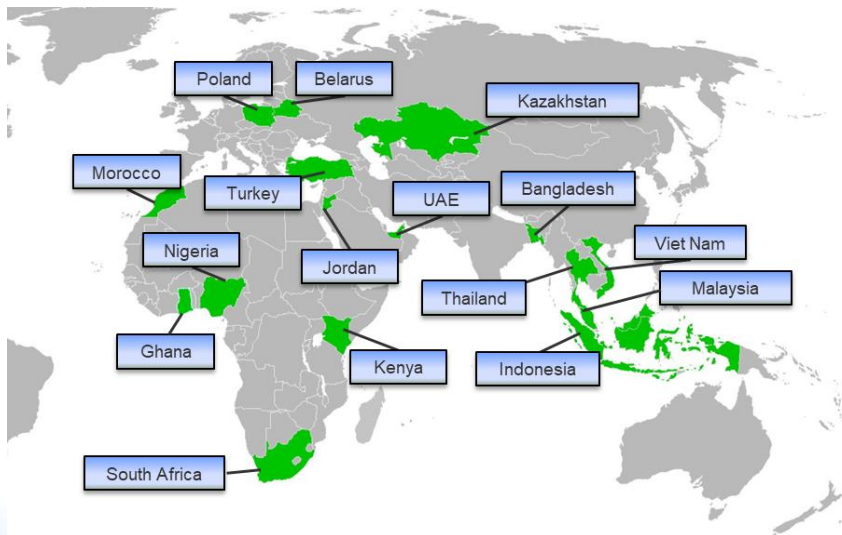 Poland
Belarus
Kazakhstan
Morocco
Turkey
UAE
Bangladesh
Nigeria
Jordan
Viet Nam
Thailand
Malaysia
Ghana
Kenya
Indonesia
South Africa